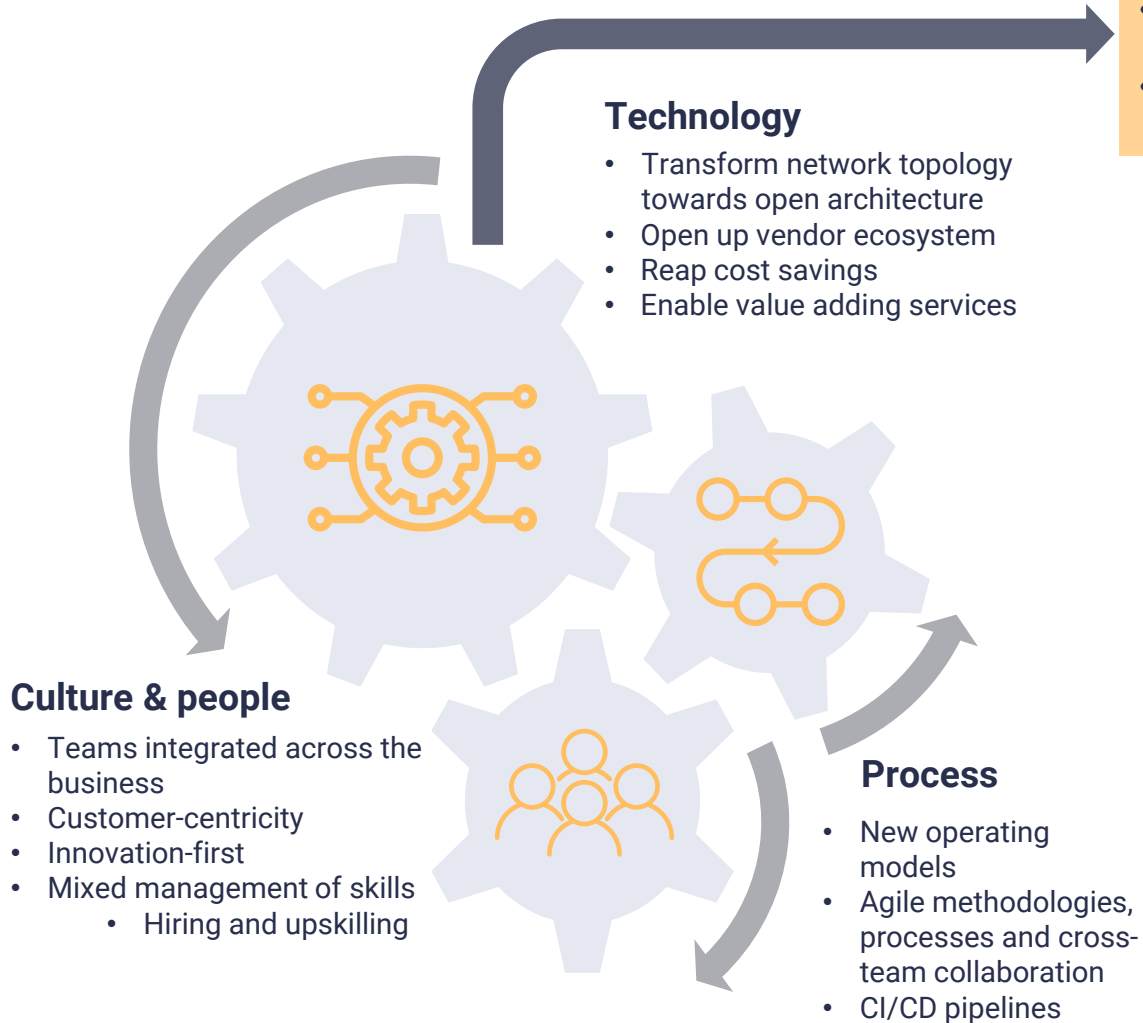 Technology
• Transform network topology
towards open architecture
• Open up vendor ecosystem
• Reap cost savings
• Enable value adding services
Culture & people
• Teams integrated across the
business
• Customer-centricity
• Innovation-first
• Mixed management of skills
• Hiring and upskilling
Process
• New operating
models
• Agile methodologies,
processes and cross-
team collaboration
• CI/CD pipelines